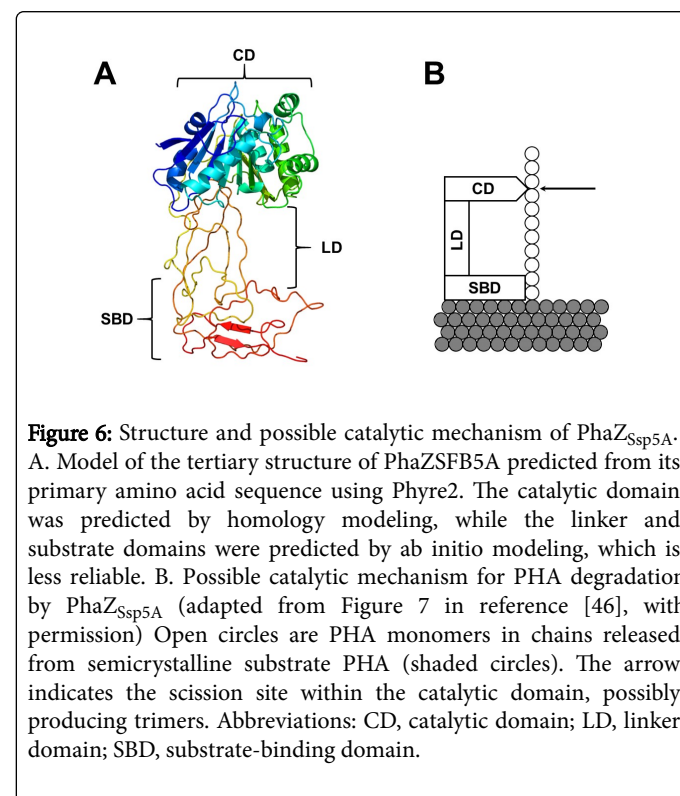 CD
A
B
CD
LD
LD
SBD
SBD
Figure 6: Structure and possible catalytic mechanism of PhaZSsp5A.
A. Model of the tertiary structure of PhaZSFB5A predicted from its
primary amino acid sequence using Phyre2. The catalytic domain
was predicted by homology modeling, while the linker and
substrate domains were predicted by ab initio modeling, which is
less reliable. B. Possible catalytic mechanism for PHA degradation
by PhaZSsp5A (adapted from Figure 7 in reference [46], with
permission) Open circles are PHA monomers in chains released
from semicrystalline substrate PHA (shaded circles). The arrow
indicates the scission site within the catalytic domain, possibly
producing trimers. Abbreviations: CD, catalytic domain; LD, linker
domain; SBD, substrate-binding domain.